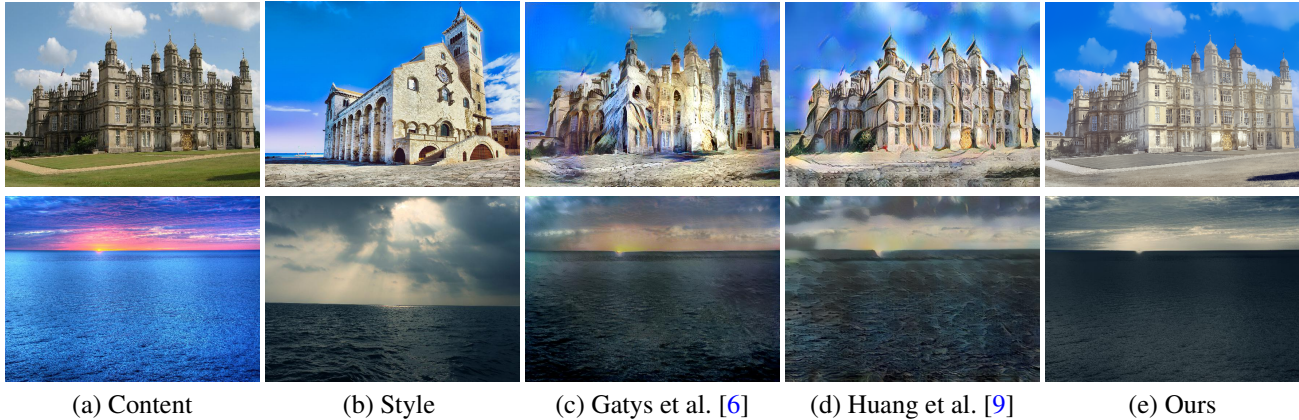 (a) Content (b) Style (c) Gatys et al. [6] (d) Huang et al. [9] (e) Ours